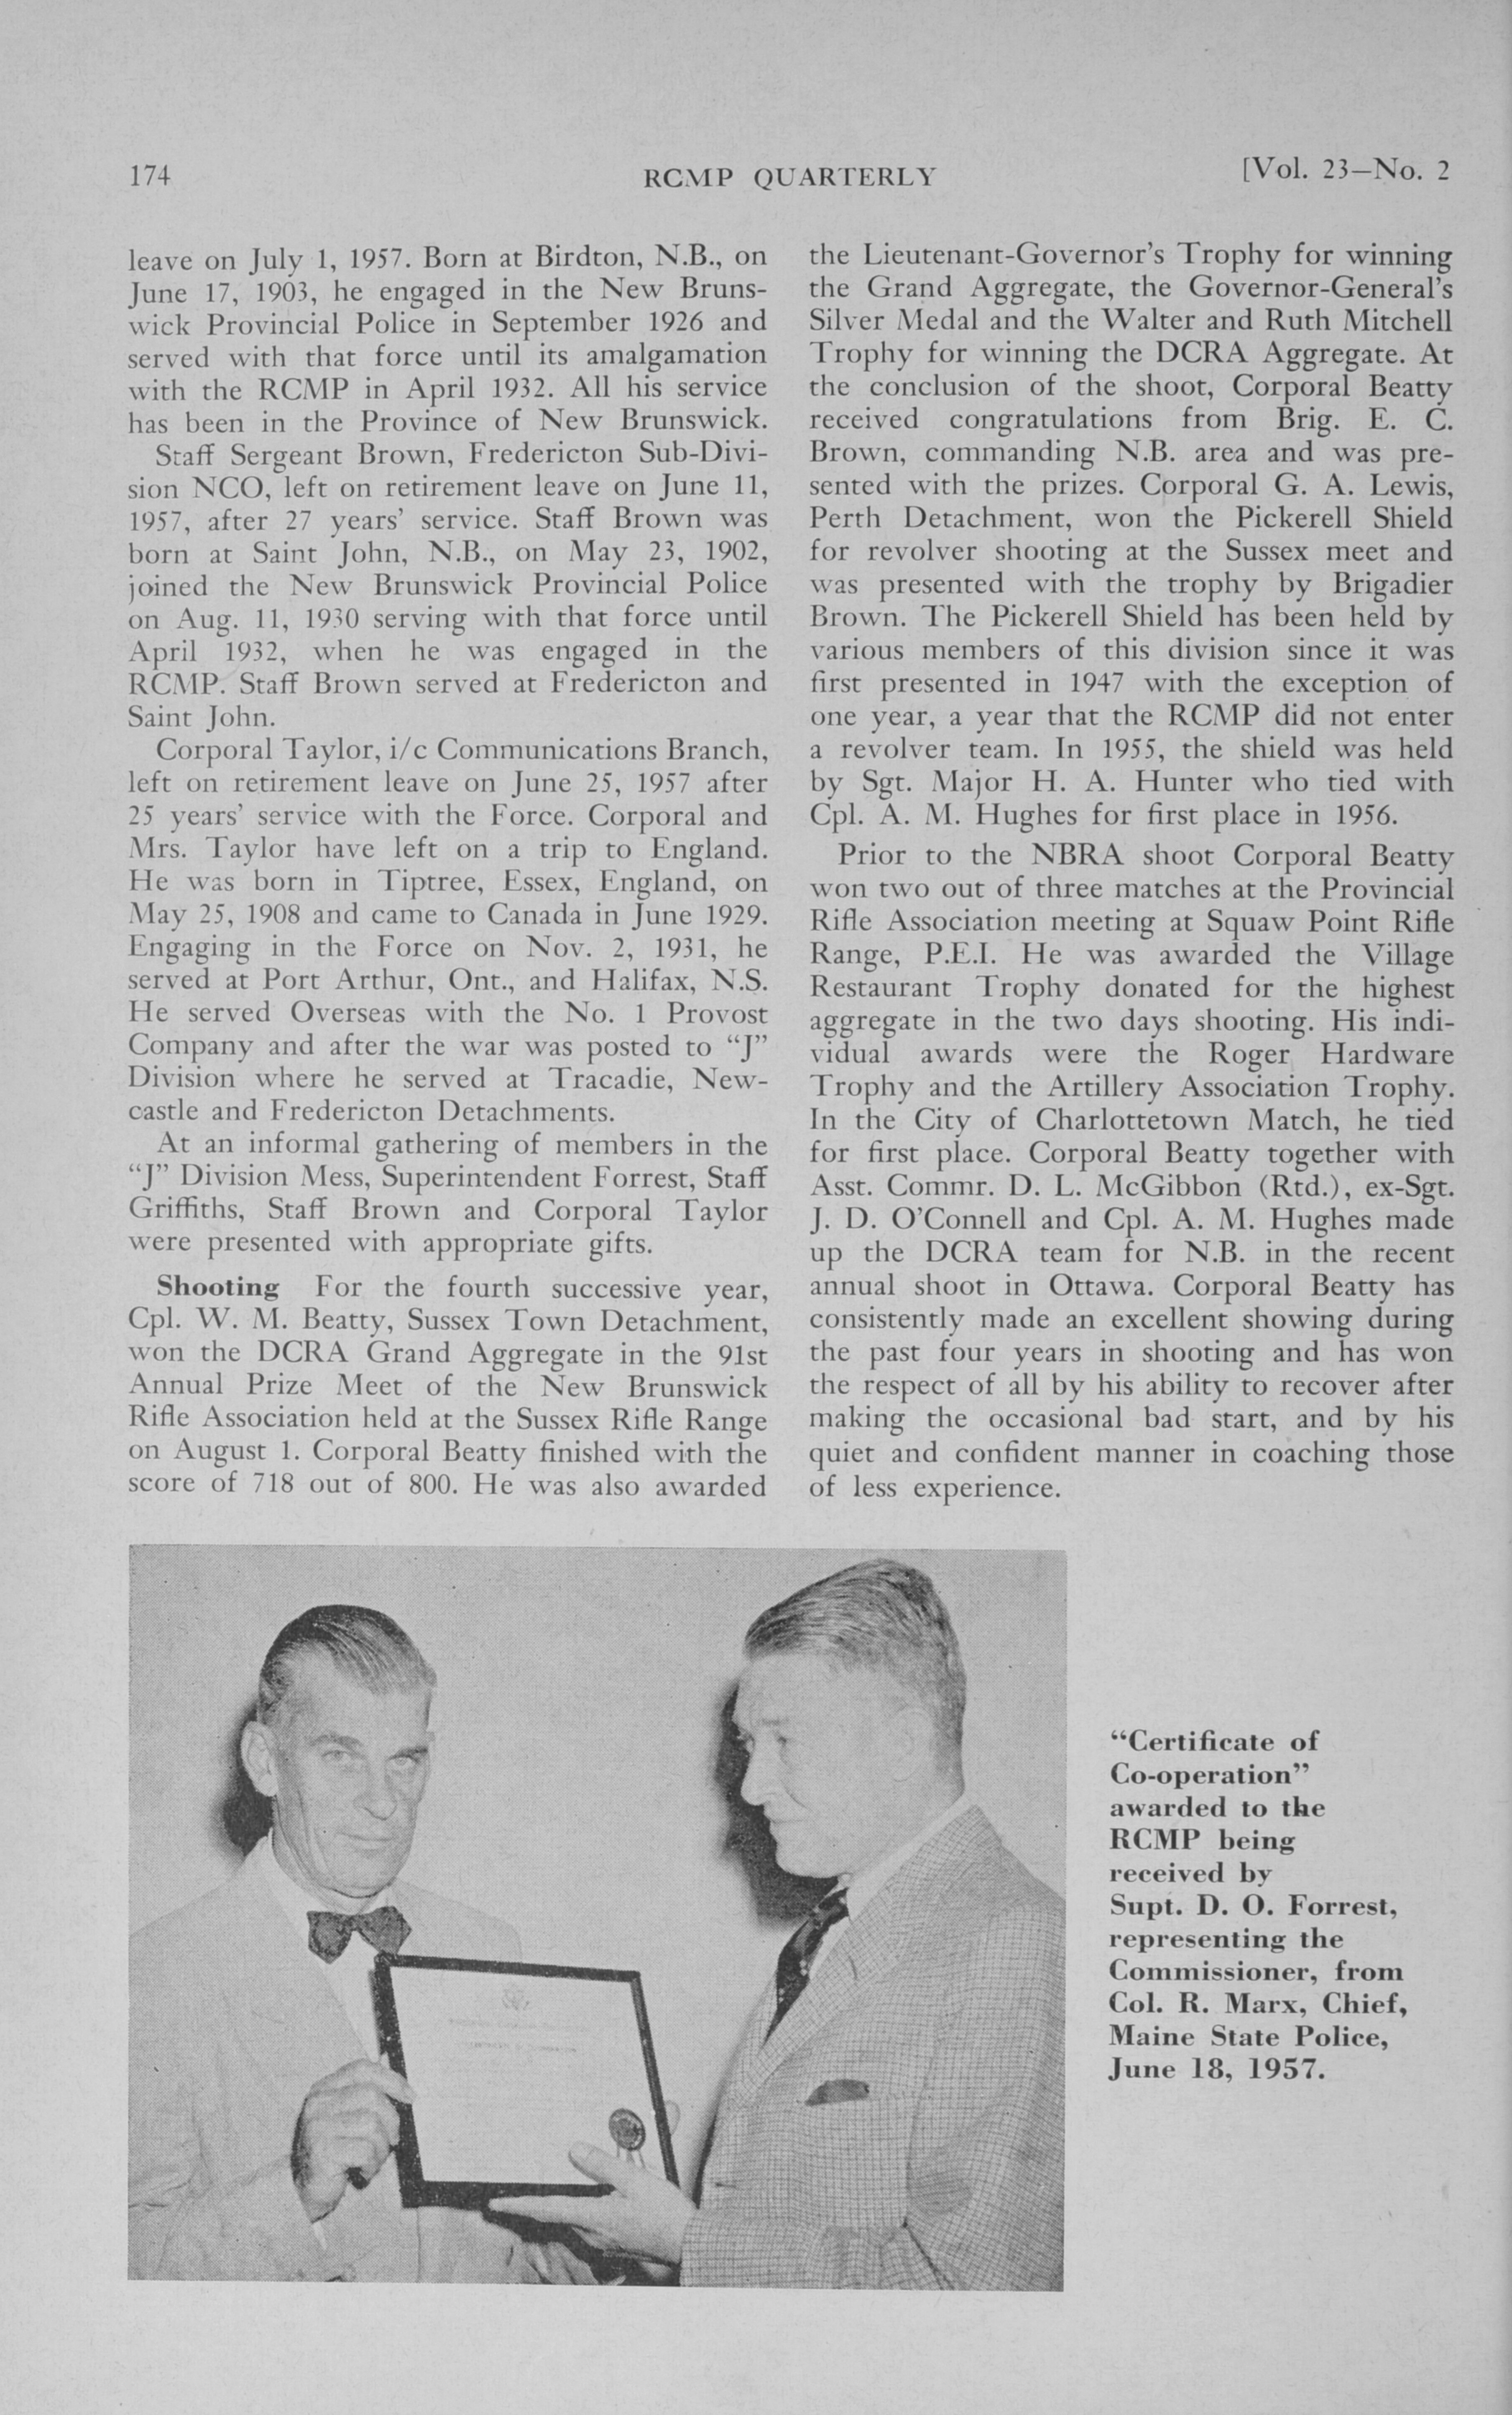 174
RCMP QUARTERLY
[Vol. 23—No. 2
leave on July 1, 1957. Born at Birdton, N.B., on
June 17, 1903, he engaged in the New Bruns-
wick Provincial Police in September 1926 and
served with that force until its amalgamation
with the RCMP in April 1932. All his service
has been in the Province of New Brunswick.
Staff Sergeant Brown, Fredericton Sub-Divi-
sion NCO, left on retirement leave on June 11,
1957, after 27 years' service. Staff Brown was
born at Saint John, N.B., on May 23, 1902,
joined the New Brunswick Provincial Police
on Aug. 11, 1930 serving with that force until
April 1932, when he was engaged in the
RCMP. Staff Brown served at Fredericton and
Saint John.
Corporal Taylor, i/c Communications Branch,
left on retirement leave on June 25, 1957 after
25 years' service with the Force. Corporal and
Mrs. Taylor have left on a trip to England.
He was born in Tiptree, Essex, England, on
May 25, 1908 and came to Canada in June 1929.
Engaging in the Force on Nov. 2, 1931, he
served at Port Arthur, Ont., and Halifax, N.S.
He served Overseas with the No. 1 Provost
Company and after the war was posted to "J"
Division where he served at Tracadie, New-
castle and Fredericton Detachments.
At an informal gathering of members in the
"J" Division Mess, Superintendent Forrest, Staff
Griffiths, Staff Brown and Corporal Taylor
were presented with appropriate gifts.
Shooting For the fourth successive year,
Cpl. W. M. Beatty, Sussex Town Detachment,
won the DCRA Grand Aggregate in the 91st
Annual Prize Meet of the New Brunswick
Rifle Association held at the Sussex Rifle Range
on August 1. Corporal Beatty finished with the
score of 718 out of 800. He was also awarded
the Lieutenant-Governor's Trophy for winning
the Grand Aggregate, the Governor-General's
Silver Medal and the Walter and Ruth Mitchell
Trophy for winning the DCRA Aggregate. At
the conclusion of the shoot, Corporal Beatty
received congratulations from Brig. E. C.
Brown, commanding N.B. area and was pre-
sented with the prizes. Corporal G. A. Lewis,
Perth Detachment, won the Pickerell Shield
for revolver shooting at the Sussex meet and
was presented with the trophy by Brigadier
Brown. The Pickerell Shield has been held by
various members of this division since it was
first presented in 1947 with the exception of
one year, a year that the RCMP did not enter
a revolver team. In 1955, the shield was held
by Sgt. Major H. A. Hunter who tied with
Cpl. A. M. Hughes for first place in 1956.
Prior to the NBRA shoot Corporal Beatty
won two out of three matches at the Provincial
Rifle Association meeting at Squaw Point Rifle
Range, P.E.I. He was awarded the Village
Restaurant Trophy donated for the highest
aggregate in the two days shooting. His indi-
vidual awards were the Roger Hardware
Trophy and the Artillery Association Trophy.
In the City of Charlottetown Match, he tied
for first place. Corporal Beatty together with
Asst. Commr. D. L. McGibbon (Rtd.), ex-Sgt.
J. D. O'Connell and Cpl. A. M. Hughes made
up the DCRA team for N.B. in the recent
annual shoot in Ottawa. Corporal Beatty has
consistently made an excellent showing during
the past four years in shooting and has won
the respect of all by his ability to recover after
making the occasional bad start, and by his
quiet and confident manner in coaching those
of less experience.
"Certificate of
Co-operation"
awarded to the
RCMP being
received by
Supt. D. O. Forrest,
representing the
Commissioner, from
Col. R. Marx, Chief,
Maine State Police,
June 18, 1957.